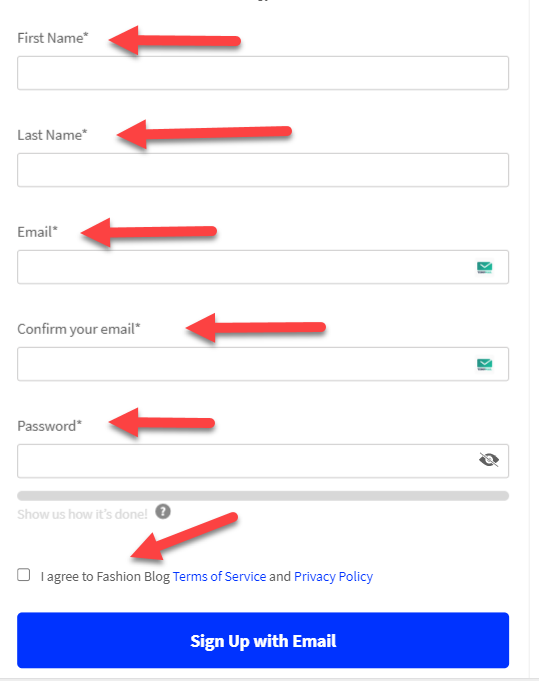 First Name*
Last Name*
Email*
Confirm your email*
Password*
Show us how it's done! ?
I agree to Fashion Blog Terms of Service and Privacy Policy
Sign Up with Email